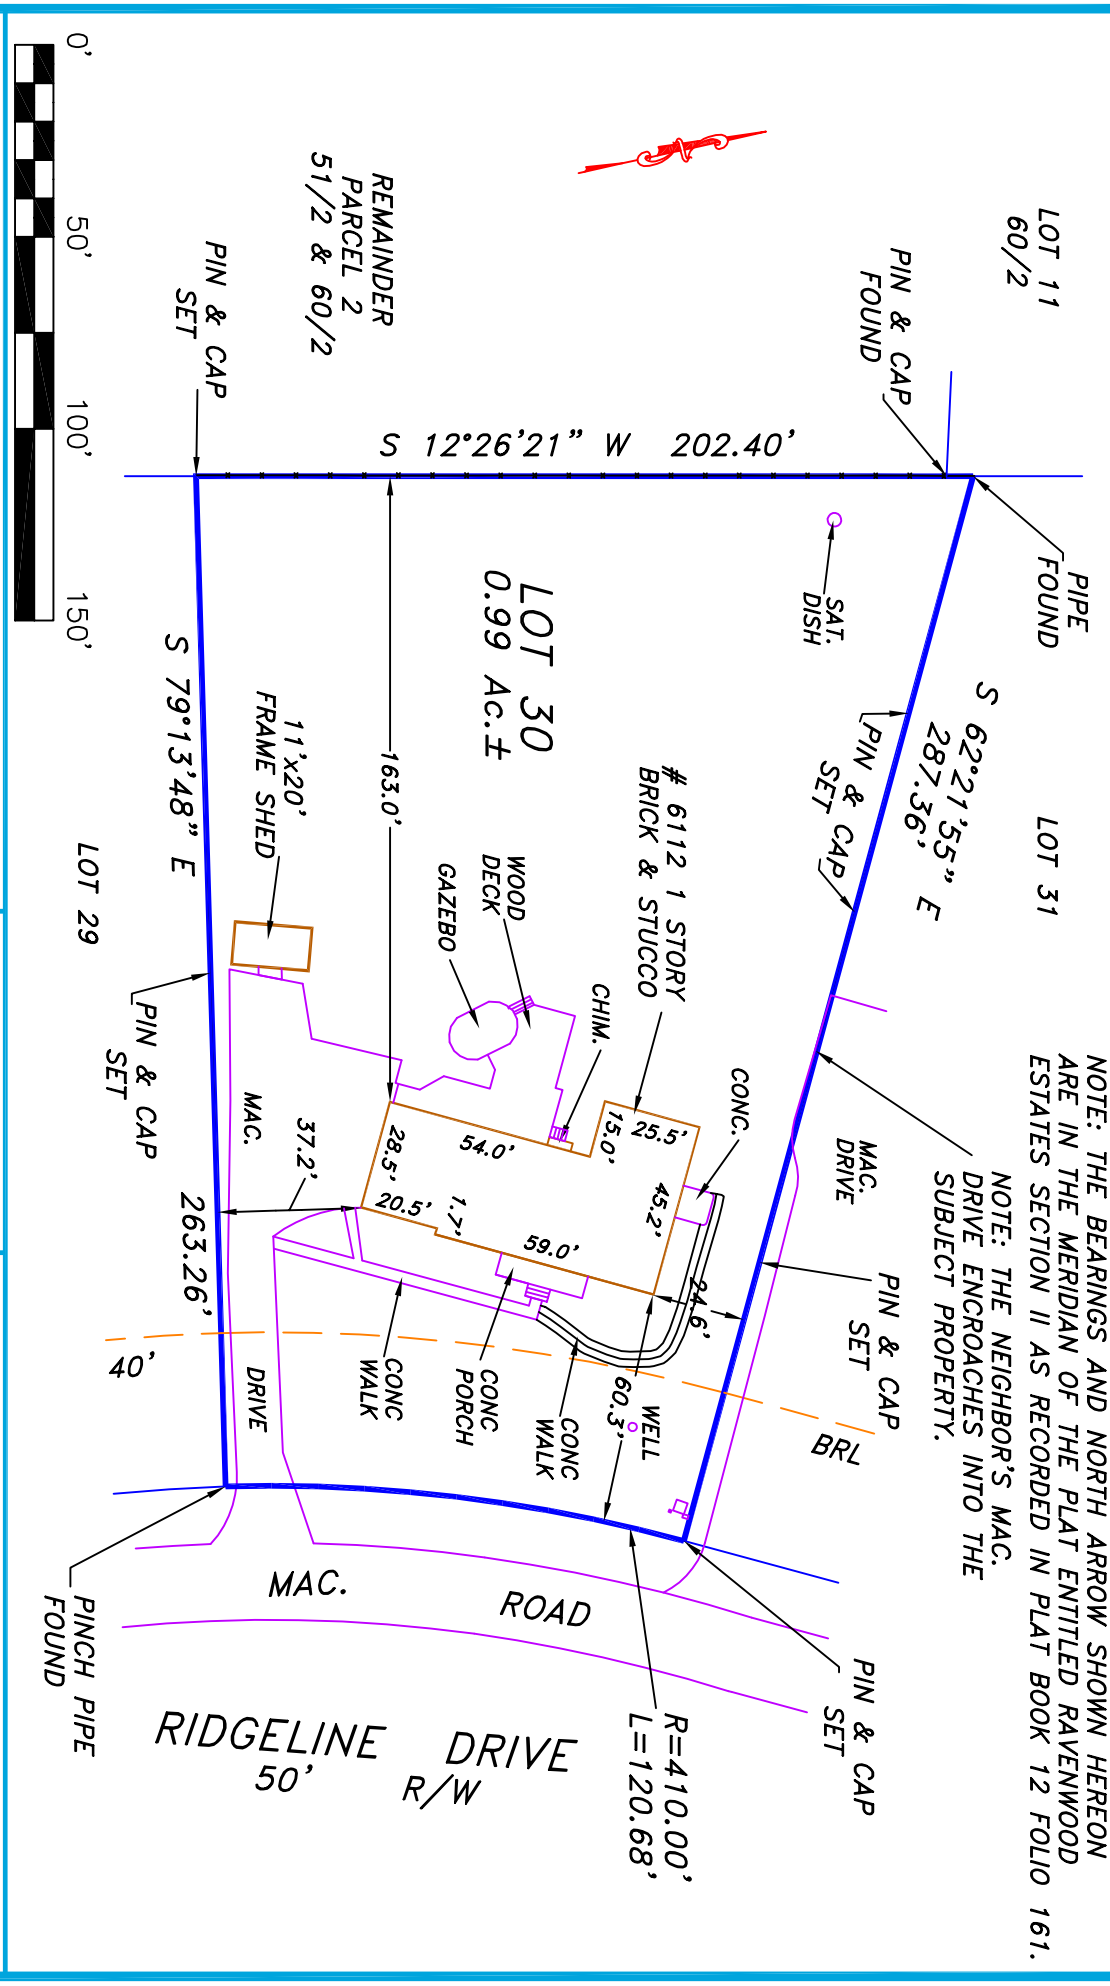 NOTE: THE BEARINGS AND NORTH ARROW SHOWN HEREON
ARE IN THE MERIDIAN OF THE PLAT ENTITLED RAVENWOOD
ESTATES SECTION II AS RECORDED IN PLAT BOOK 12 FOLIO 161.
NOTE: THE NEIGHBOR'S MAC.
DRIVE ENCROACHES INTO THE
SUBJECT PROPERTY.
LOT 11
60/2
PIN & CAP
FOUND
PIPE
FOUND
LOT 31
S 62°21'55" E
287.36'
PIN & CAP
SET
MAC.
DRIVE
PIN & CAP
SET
BRL
PIN & CAP
SET
S 12°26'21" W 202.40'
SAT.
DISH
LOT 30
0.99 Ac.±
# 6112 1 STORY
BRICK & STUCCO
CONC.
CHIM.
WOOD
DECK
GAZEBO
25.5'
15.0'
45.2'
54.0'
28.5'
20.5'
1.7'
59.0'
24.6'
60.3'
WELL
CONC
WALK
CONC
PORCH
CONC
WALK
163.0'
37.2'
MAC.
DRIVE
11'x20'
FRAME SHED
40'
REMAINDER
PARCEL 2
51/2 & 60/2
PIN & CAP
SET
S 79°13'48" E
263.26'
LOT 29
PIN & CAP
SET
PINCH PIPE
FOUND
MAC.
ROAD
R=410.00'
L=120.68'
RIDGELINE DRIVE
50' R/W
0'
50'
100'
150'